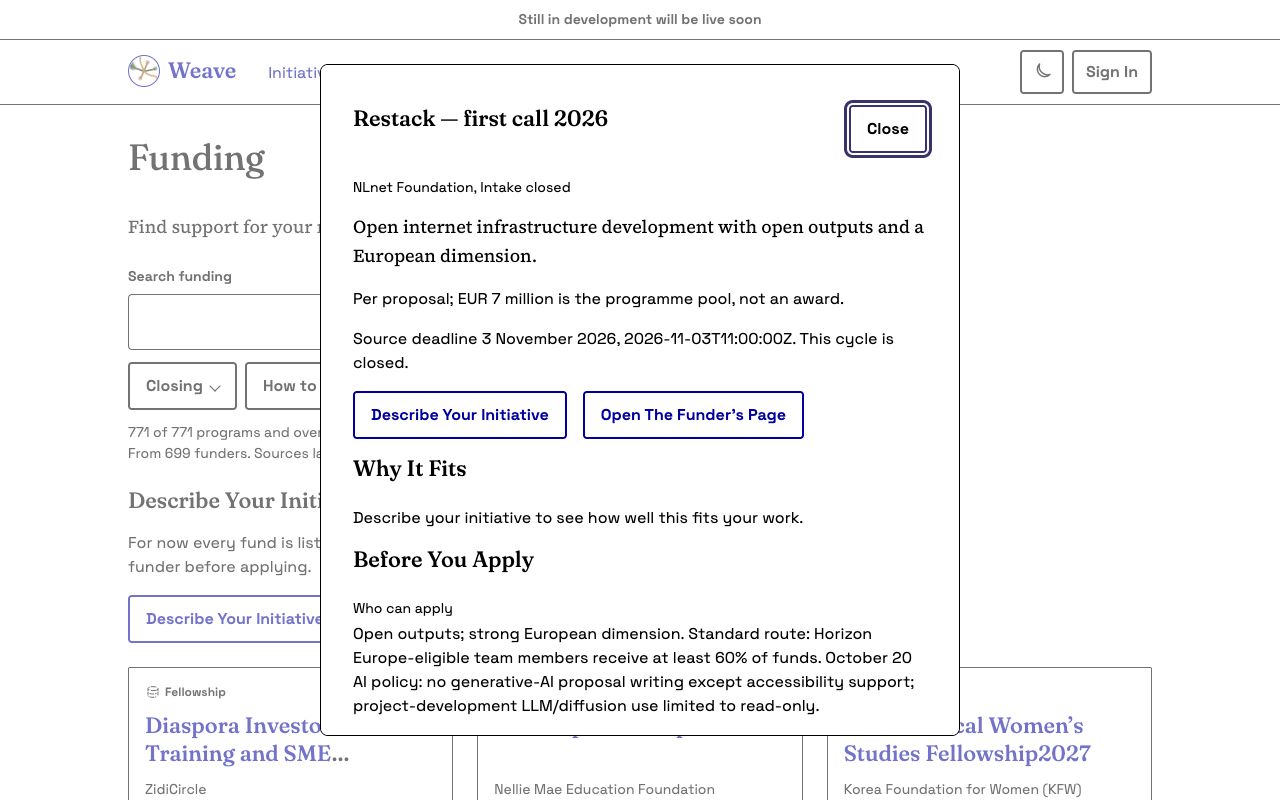 Still in development will be live soon
Weave
Sign In
Restack — first call 2026
Close
Funding
NLnet Foundation, Intake closed
Find support for your
Open internet infrastructure development with open outputs and a
European dimension.
Search funding
Per proposal; EUR 7 million is the programme pool, not an award.
Source deadline 3 November 2026, 2026-11-03T11:00:00Z. This cycle is
closed.
Closing
How to
Describe Your Initiative
Open The Funder’s Page
771 of 771 programs and
From 699 funders. Sources
Why It Fits
Describe Your
Describe your initiative to see how well this fits your work.
For now every fund is
funder before applying.
Before You Apply
Describe Your Initiative
Who can apply
Open outputs; strong European dimension. Standard route: Horizon
Europe-eligible team members receive at least 60% of funds. October 20
AI policy: no generative-AI proposal writing except accessibility support;
project-development LLM/diffusion use limited to read-only.
Fellowship
Diaspora
Training and SME...
ZidiCircle
Nellie Mae Education Foundation
Women’s
Studies Fellowship2027
Korea Foundation for Women (KFW)